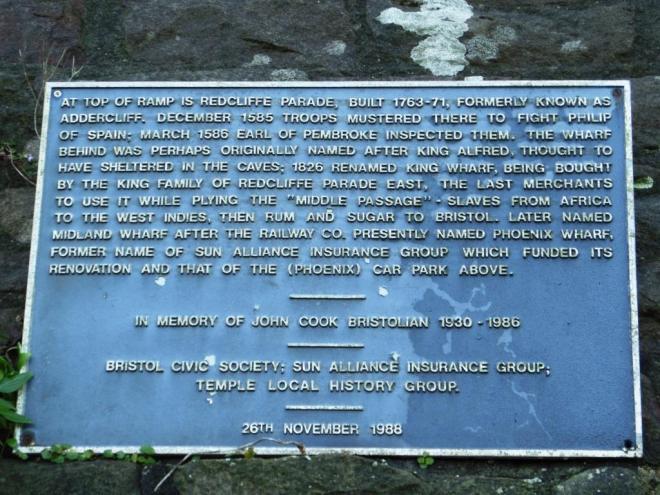 AT TOP OF RAMP IS REDCLIFFE PARADE, BUILT 1763-71, FORMERLY KNOWN AS
ADDERCLIFF. DECEMBER 1585 TROOPS MUSTERED THERE TO FIGHT PHILIP
OF SPAIN; MARCH 1586 EARL OF PEMBROKE INSPECTED THEM. THE WHARF
BEHIND WAS PERHAPS ORIGINALLY NAMED AFTER KING ALFRED, THOUGHT TO
HAVE SHELTERED IN THE CAVES; 1826 RENAMED KING WHARF, BEING BOUGHT
BY THE KING FAMILY OF REDCLIFFE PARADE EAST, THE LAST MERCHANTS
TO USE IT WHILE PLYING THE "MIDDLE PASSAGE" - SLAVES FROM AFRICA
TO THE WEST INDIES, THEN RUM AND SUGAR TO BRISTOL. LATER NAMED
MIDLAND WHARF AFTER THE RAILWAY CO. PRESENTLY NAMED PHOENIX WHARF,
FORMER NAME OF SUN ALLIANCE INSURANCE GROUP WHICH FUNDED ITS
RENOVATION AND THAT OF THE (PHOENIX) CAR PARK ABOVE.
IN MEMORY OF JOHN COOK BRISTOLIAN 1930 - 1986
BRISTOL CIVIC SOCIETY; SUN ALLIANCE INSURANCE GROUP;
TEMPLE LOCAL HISTORY GROUP.
26TH NOVEMBER 1988